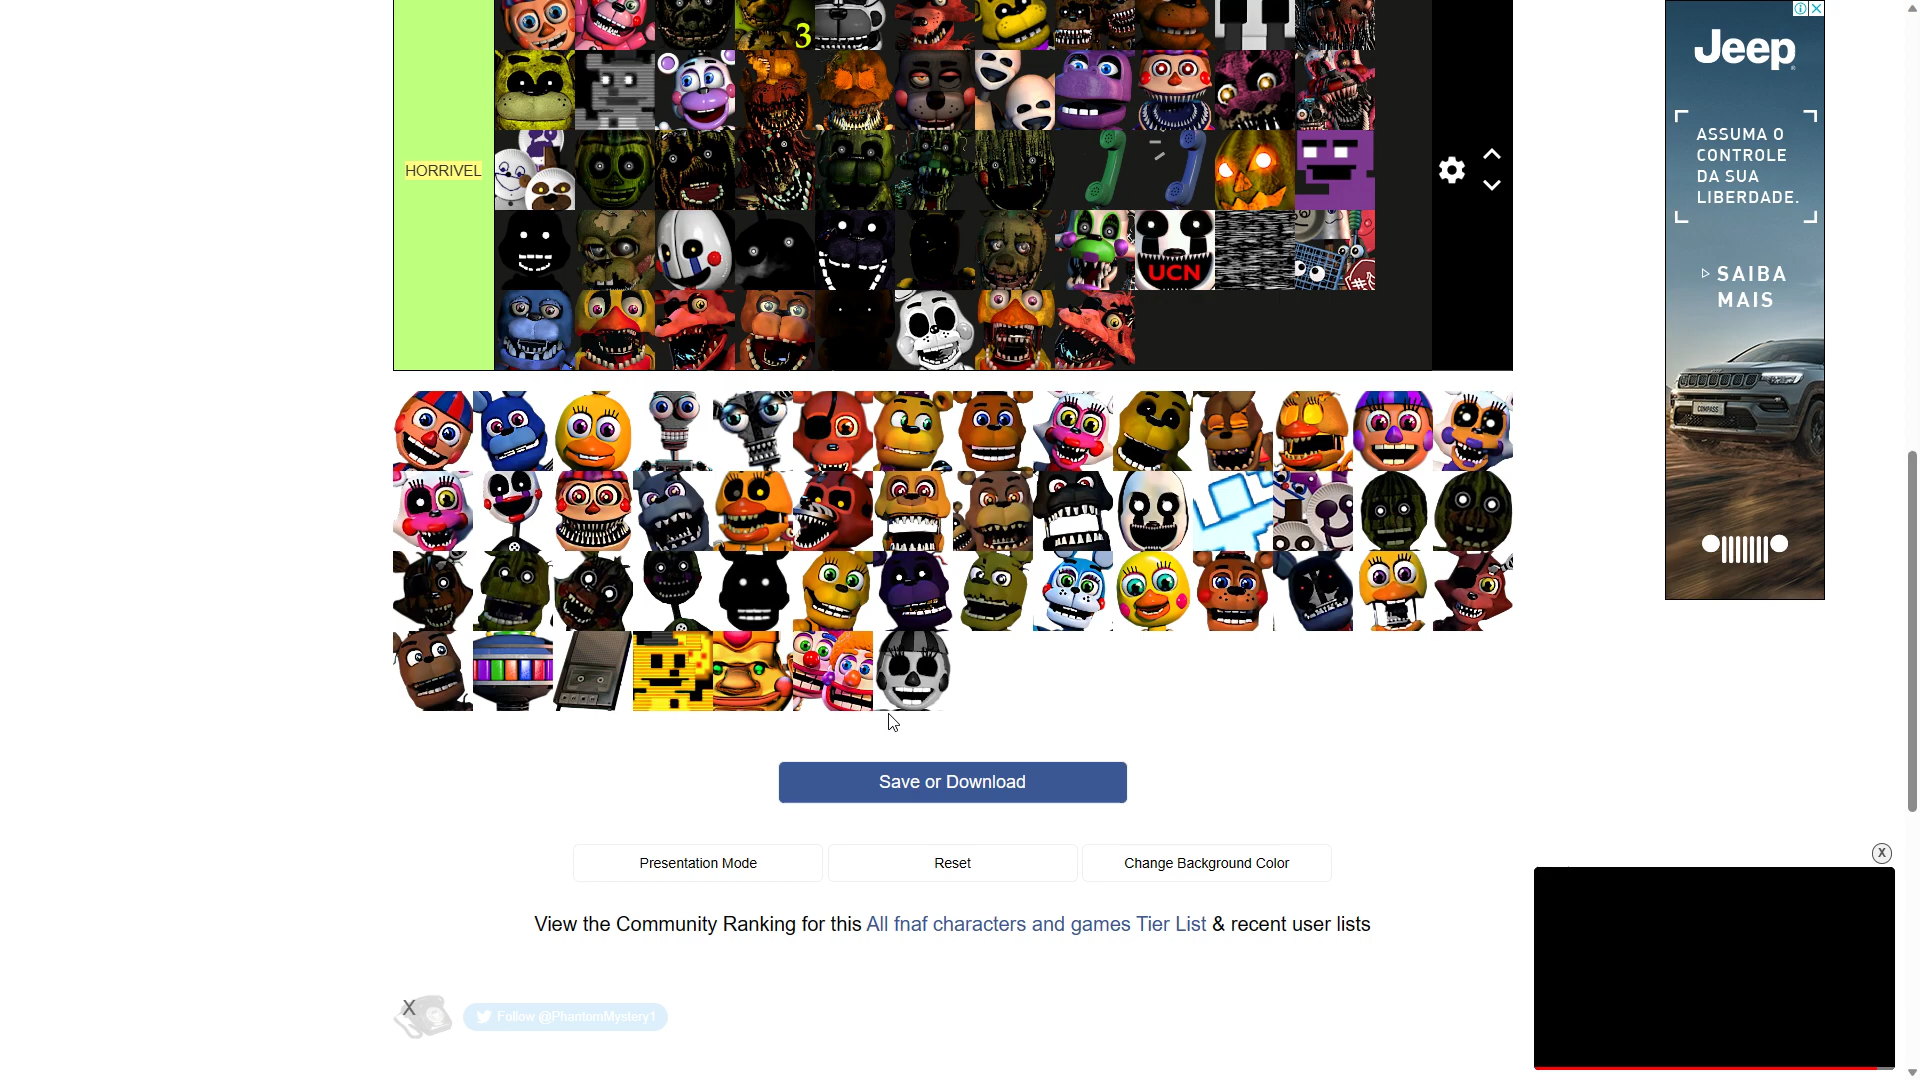 3
HORRIVEL
UCN
Jeep
ASSUMA O
CONTROLE
DA SUA
LIBERDADE.
SAIBA
MAIS
COMPASS
Save or Download
Presentation Mode
Reset
Change Background Color
View the Community Ranking for this All fnaf characters and games Tier List & recent user lists
X
Follow @PhantomMystery1
X